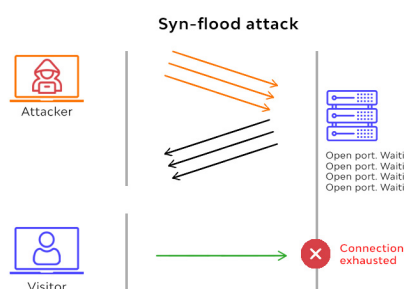 Syn-flood attack
Attacker
Open port. Waiti
Open port. Waiti
Open port. Waiti
Open port. Waiti
Connection
exhausted
Visitor